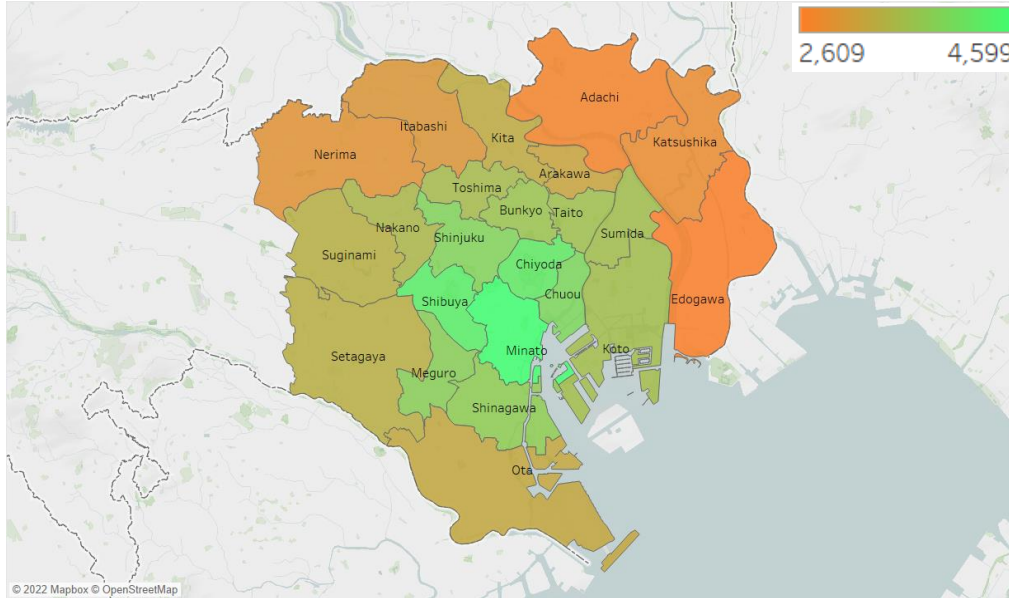 2,609 4,599
Adachi
Katsushika
Itabashi
Kita
Nerima
Arakawa
Toshima
Bunkyo
Taito
Nakano
Shinjuku
Sumida
Suginami
Chiyoda
Chuou
Shibuya
Edogawa
Setagaya
Minato
Koto
Meguro
Shinagawa
Ota
© 2022 Mapbox © OpenStreetMap